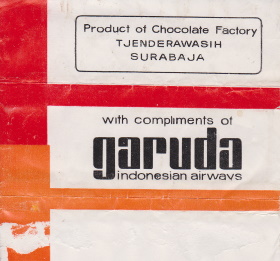 Product of Chocolate Factory
TJENDERAWASIH
SURABAJA
with compliments of
garuda
indonesian airways